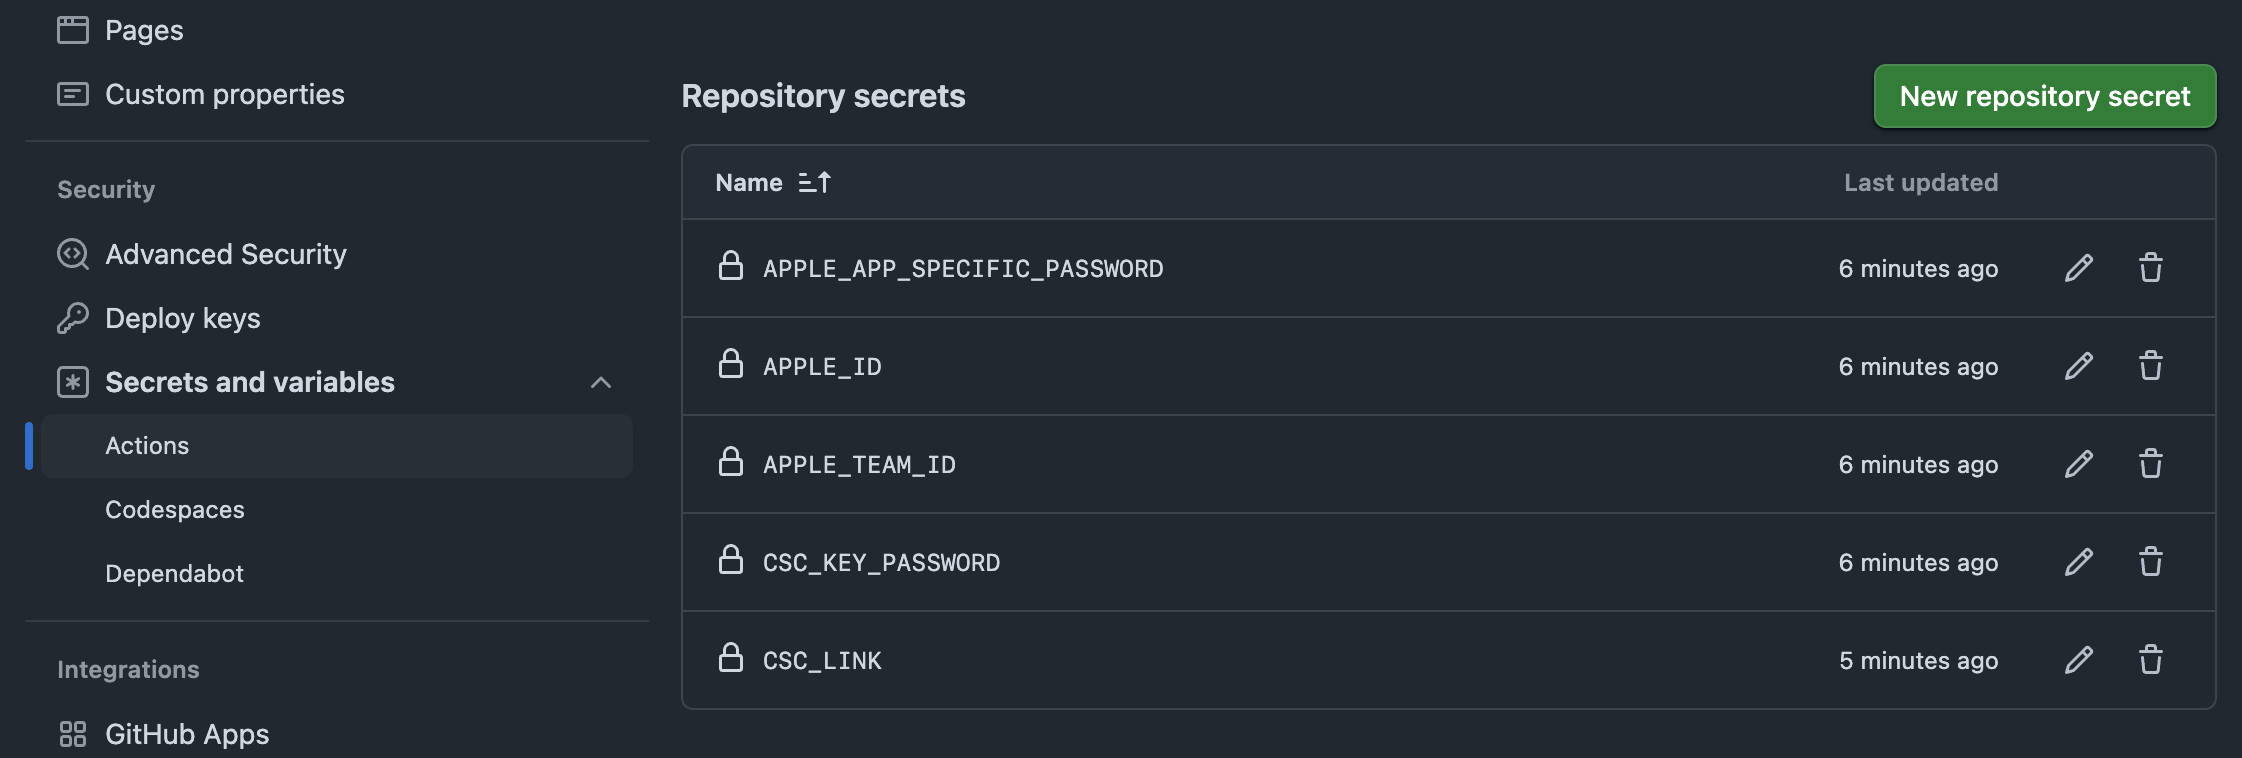 Pages
Custom properties
Security
Advanced Security
Deploy keys
Secrets and variables
Actions
Codespaces
Dependabot
Integrations
GitHub Apps
Repository secrets
New repository secret
Name Last updated
APPLE_APP_SPECIFIC_PASSWORD 6 minutes ago
APPLE_ID 6 minutes ago
APPLE_TEAM_ID 6 minutes ago
CSC_KEY_PASSWORD 6 minutes ago
CSC_LINK 5 minutes ago